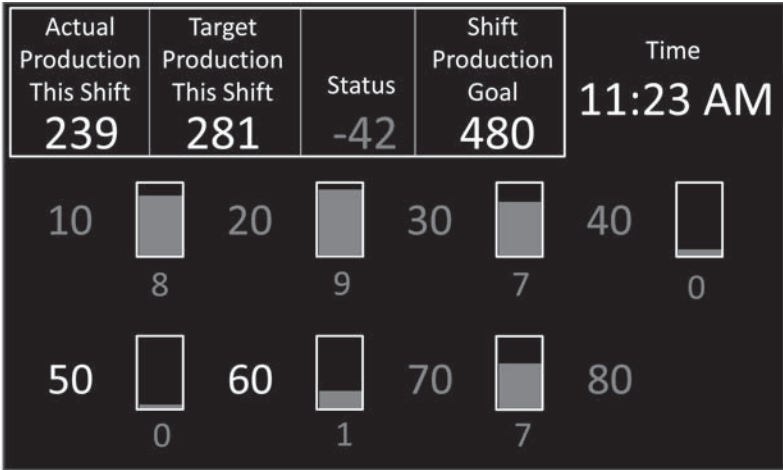 Actual
Production
This Shift
239
Target
Production
This Shift
281
Status
-42
Shift
Production
Goal
480
Time
11:23 AM
10 20 30 40
8 9 7 0
50 60 70 80
0 1 7